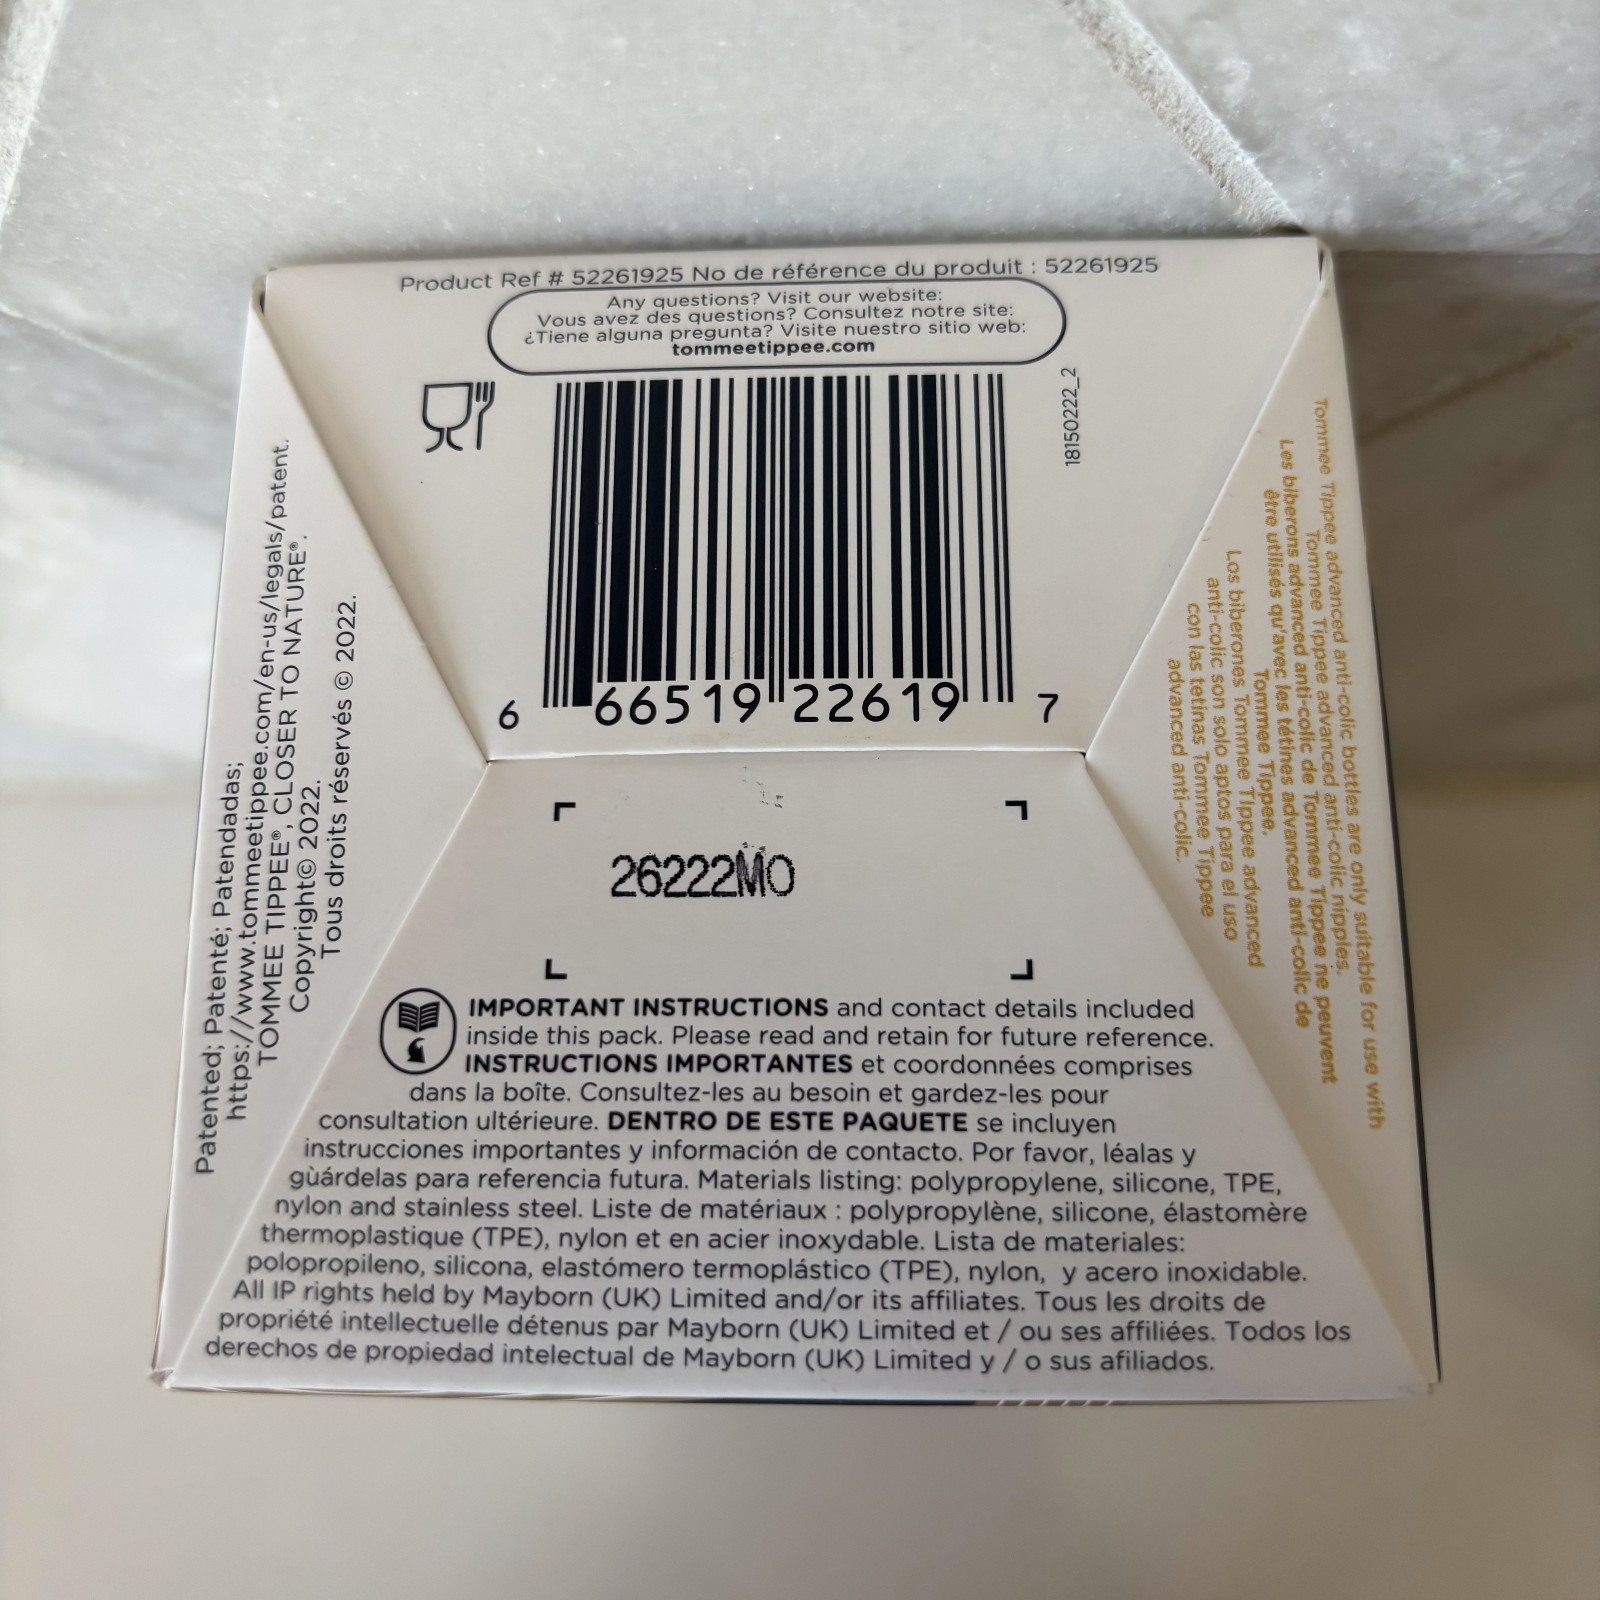 Product Ref # 52261925 No de référence du produit : 52261925
Any questions? Visit our website:
Vous avez des questions? Consultez notre site:
¿Tiene alguna pregunta? Visite nuestro sitio web:
tommeetippee.com
18150222_2
6 66519 22619 7
Patented; Patenté; Patendadas;
https://www.tommeetippee.com/en-us/legals/patent.
TOMMEE TIPPEE®, CLOSER TO NATURE®.
Copyright© 2022.
Tous droits réservés © 2022.
Tommee Tippee advanced anti-colic bottles are only suitable for use with
Tommee Tippee advanced anti-colic nipples.
Les biberons advanced anti-colic de Tommee Tippee ne peuvent
être utilisés qu'avec les tétines advanced anti-colic de
Tommee Tippee.
Los biberones Tommee Tippee advanced
anti-colic son solo aptos para el uso
con las tetinas Tommee Tippee
advanced anti-colic.
26222MO
IMPORTANT INSTRUCTIONS and contact details included
inside this pack. Please read and retain for future reference.
INSTRUCTIONS IMPORTANTES et coordonnées comprises
dans la boîte. Consultez-les au besoin et gardez-les pour
consultation ultérieure. DENTRO DE ESTE PAQUETE se incluyen
instrucciones importantes y información de contacto. Por favor, léalas y
gùárdelas para referencia futura. Materials listing: polypropylene, silicone, TPE,
nylon and stainless steel. Liste de matériaux : polypropylène, silicone, élastomère
thermoplastique (TPE), nylon et en acier inoxydable. Lista de materiales:
polopropileno, silicona, elastómero termoplástico (TPE), nylon, y acero inoxidable.
All IP rights held by Mayborn (UK) Limited and/or its affiliates. Tous les droits de
propriété intellectuelle détenus par Mayborn (UK) Limited et / ou ses affiliées. Todos los
derechos de propiedad intelectual de Mayborn (UK) Limited y / o sus afiliados.